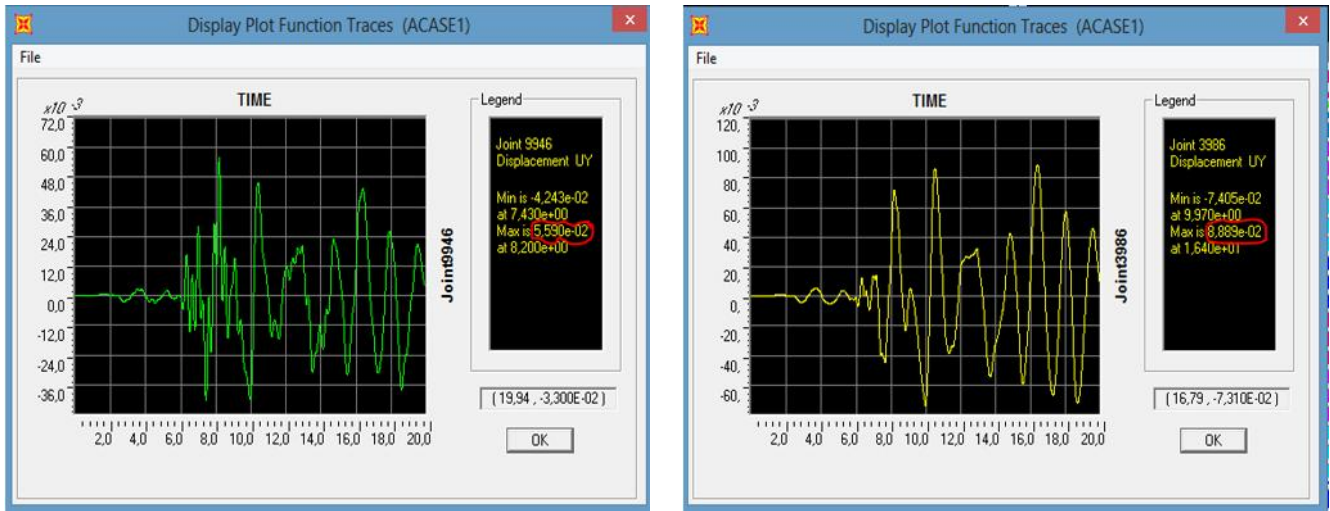 Display Plot Function Traces (ACASE1)
File
TIME
x10 -3
72,0
60,0
48,0
36,0
24,0
12,0
0,0
-12,0
-24,0
-36,0
2,0 4,0 6,0 8,0 10,0 12,0 14,0 16,0 18,0 20,0
Joint9946
Legend
Joint 9946
Displacement UY
Min is -4,243e-02
at 7,430e+00
Max is 5,590e-02
at 8,200e+00
( 19,94 , -3,300E-02 )
OK
Display Plot Function Traces (ACASE1)
File
TIME
x10 -3
120,
100,
80,
60,
40,
20,
0,
-20,
-40,
-60,
2,0 4,0 6,0 8,0 10,0 12,0 14,0 16,0 18,0 20,0
Joint3986
Legend
Joint 3986
Displacement UY
Min is -7,405e-02
at 9,970e+00
Max is 8,889e-02
at 1,640e+01
( 16,79 , -7,310E-02 )
OK